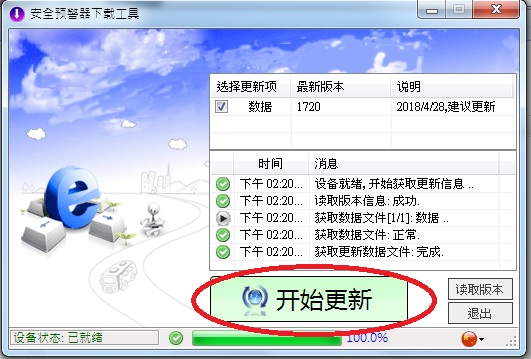 安全预警器下载工具
选择更新项 最新版本 说明
数据 1720 2018/4/28,建议更新
时间 消息
下午 02:20... 设备就绪, 开始获取更新信息 ..
下午 02:20... 读取版本信息: 成功.
下午 02:20... 获取数据文件[1/1]: 数据 ..
下午 02:20... 获取数据文件: 正常.
下午 02:20... 获取更新数据文件: 完成.
开始更新
读取版本
退出
设备状态: 已就绪 100.0%